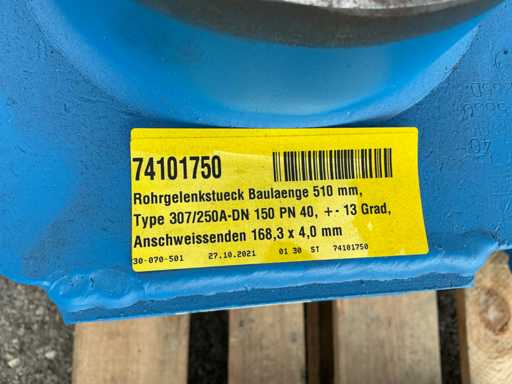 74101750
Rohrgelenkstueck Baulaenge 510 mm,
Type 307/250A-DN 150 PN 40, +- 13 Grad,
Anschweissenden 168,3 x 4,0 mm
30-070-501 27.10.2021 01 30 ST 74101750
40